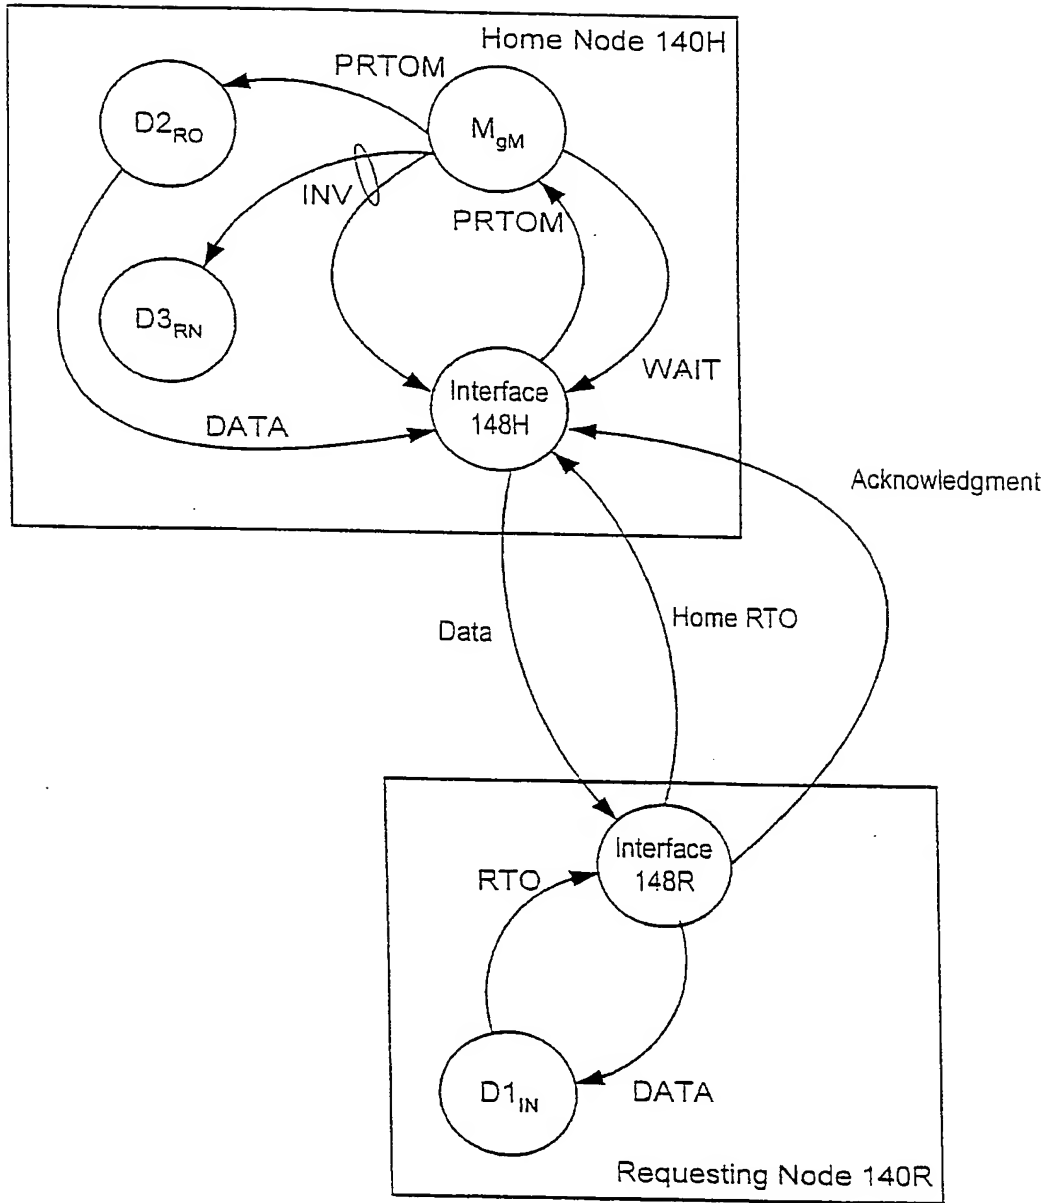 Home Node 140H
PRTOM
D2RO
MgM
INV
PRTOM
D3RN
WAIT
Interface
148H
DATA
Acknowledgment
Data
Home RTO
Interface
148R
RTO
D1IN
DATA
Requesting Node 140R